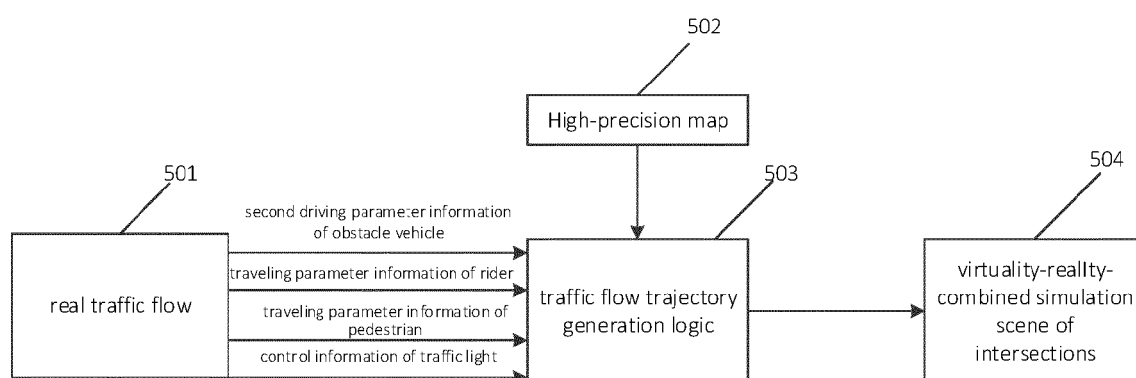 502
High-precision map
501
503
504
second driving parameter information
of obstacle vehicle
traveling parameter information of rider
traveling parameter information of
pedestrian
control information of traffic light
real traffic flow
traffic flow trajectory
generation logic
virtuality-reality-
combined simulation
scene of
intersections